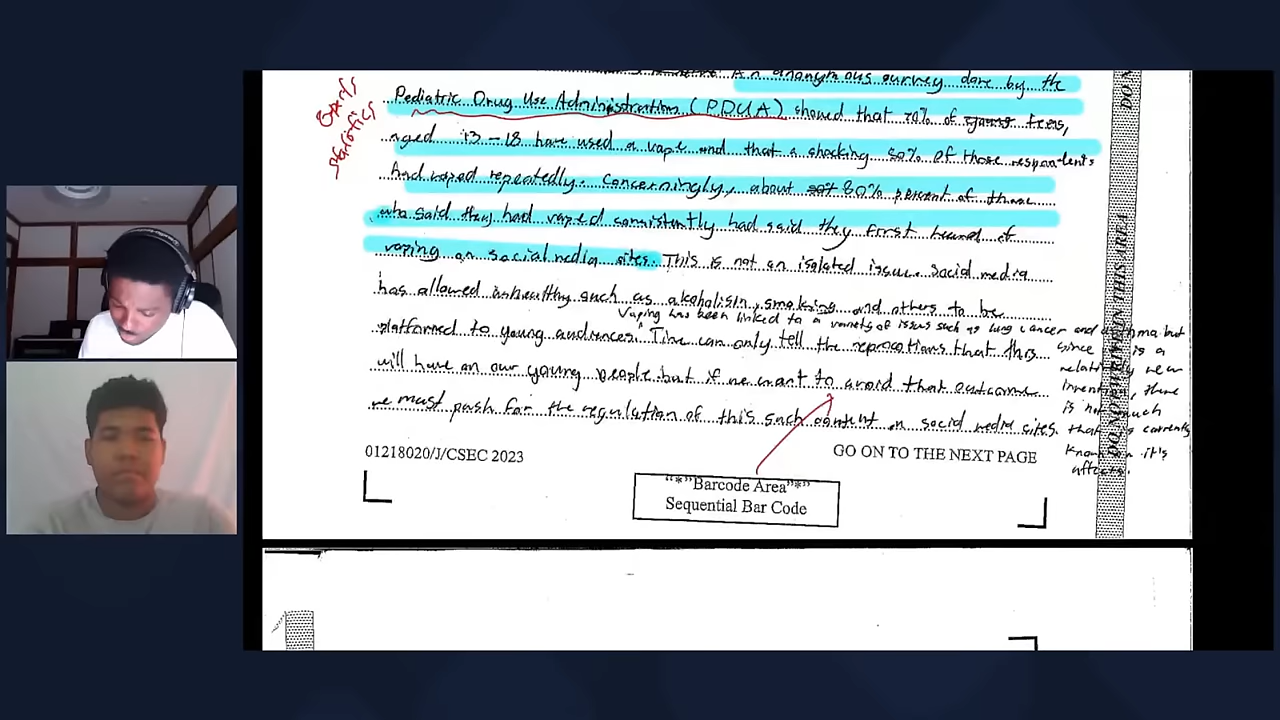 An anonymous survey done by the
Experts
statistics
Pediatric Drug Use Administration (PDUA) showed that 70% of teens,
aged 13-18 have used a vape and that a shocking 50% of those respondents
And vaped repeatedly. Concerningly, about 80% percent of those
who said they had vaped consistently had said they first heard of
vaping on social media sites. This is not an isolated issue. Social media
has allowed unhealthy such as alcoholism, smoking and others to be
Vaping has been linked to a variety of issues such as lung cancer and asthma but
platformed to young audiences. Time can only tell the reprocotions that this
since is a
relatively new
invention, there
is not much
that is currently
known on it's
affects.
will have on our young people but if we want to avoid that outcome
we must push for the regulation of this such content on social media sites.
01218020/J/CSEC 2023
GO ON TO THE NEXT PAGE
"*"Barcode Area"*"
Sequential Bar Code
DO NOT WRITE IN THIS AREA
DO